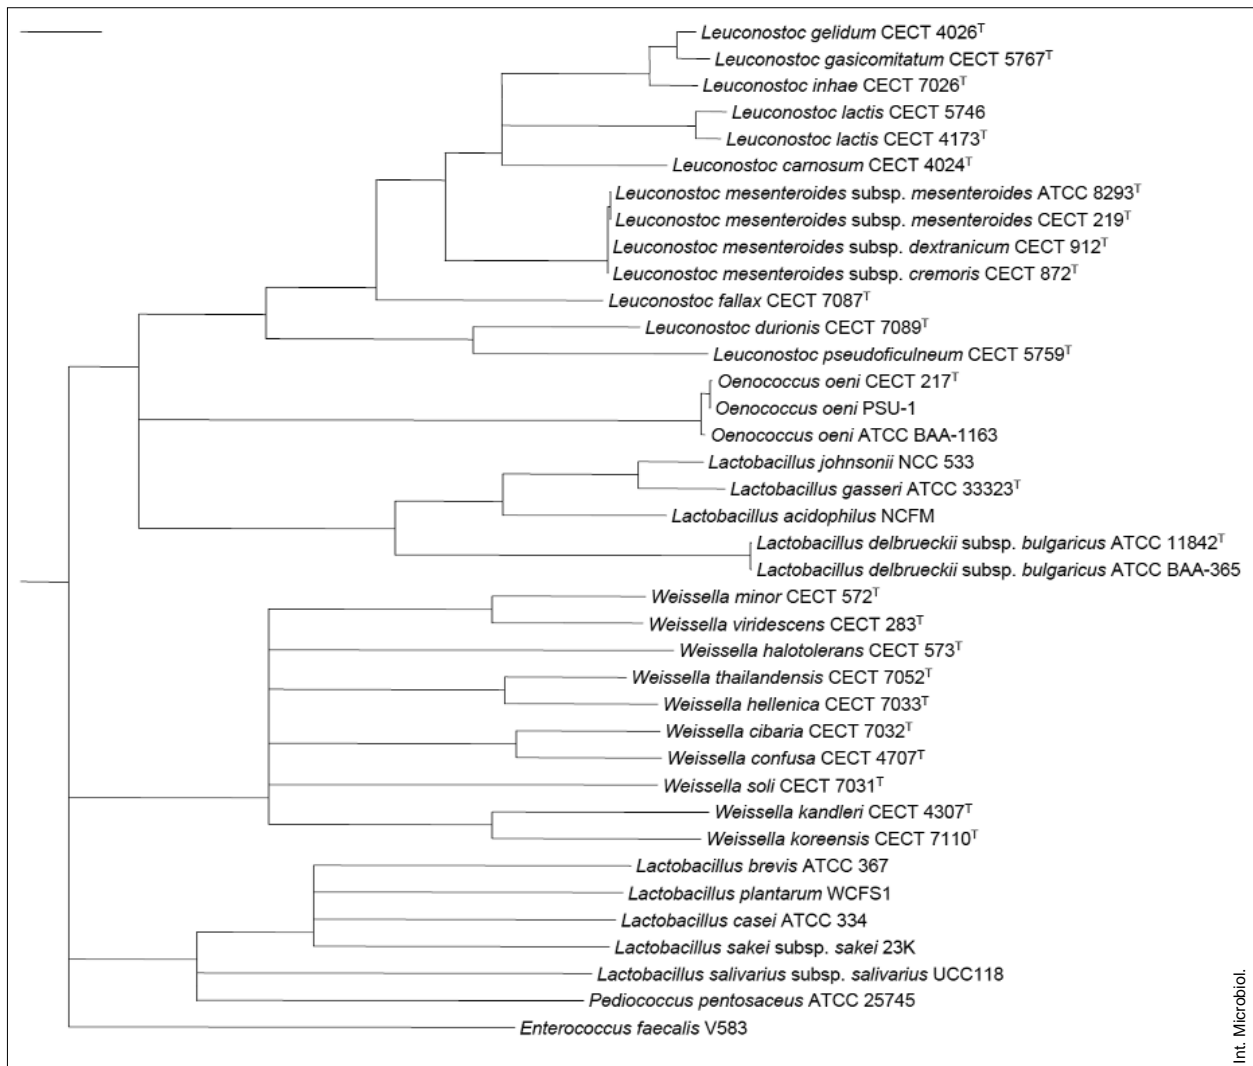 Leuconostoc gelidum CECT 4026ᵀ
Leuconostoc gasicomitatum CECT 5767ᵀ
Leuconostoc inhae CECT 7026ᵀ
Leuconostoc lactis CECT 5746
Leuconostoc lactis CECT 4173ᵀ
Leuconostoc carnosum CECT 4024ᵀ
Leuconostoc mesenteroides subsp. mesenteroides ATCC 8293ᵀ
Leuconostoc mesenteroides subsp. mesenteroides CECT 219ᵀ
Leuconostoc mesenteroides subsp. dextranicum CECT 912ᵀ
Leuconostoc mesenteroides subsp. cremoris CECT 872ᵀ
Leuconostoc fallax CECT 7087ᵀ
Leuconostoc durionis CECT 7089ᵀ
Leuconostoc pseudoficulneum CECT 5759ᵀ
Oenococcus oeni CECT 217ᵀ
Oenococcus oeni PSU-1
Oenococcus oeni ATCC BAA-1163
Lactobacillus johnsonii NCC 533
Lactobacillus gasseri ATCC 33323ᵀ
Lactobacillus acidophilus NCFM
Lactobacillus delbrueckii subsp. bulgaricus ATCC 11842ᵀ
Lactobacillus delbrueckii subsp. bulgaricus ATCC BAA-365
Weissella minor CECT 572ᵀ
Weissella viridescens CECT 283ᵀ
Weissella halotolerans CECT 573ᵀ
Weissella thailandensis CECT 7052ᵀ
Weissella hellenica CECT 7033ᵀ
Weissella cibaria CECT 7032ᵀ
Weissella confusa CECT 4707ᵀ
Weissella soli CECT 7031ᵀ
Weissella kandleri CECT 4307ᵀ
Weissella koreensis CECT 7110ᵀ
Lactobacillus brevis ATCC 367
Lactobacillus plantarum WCFS1
Lactobacillus casei ATCC 334
Lactobacillus sakei subsp. sakei 23K
Lactobacillus salivarius subsp. salivarius UCC118
Pediococcus pentosaceus ATCC 25745
Enterococcus faecalis V583
Int. Microbiol.